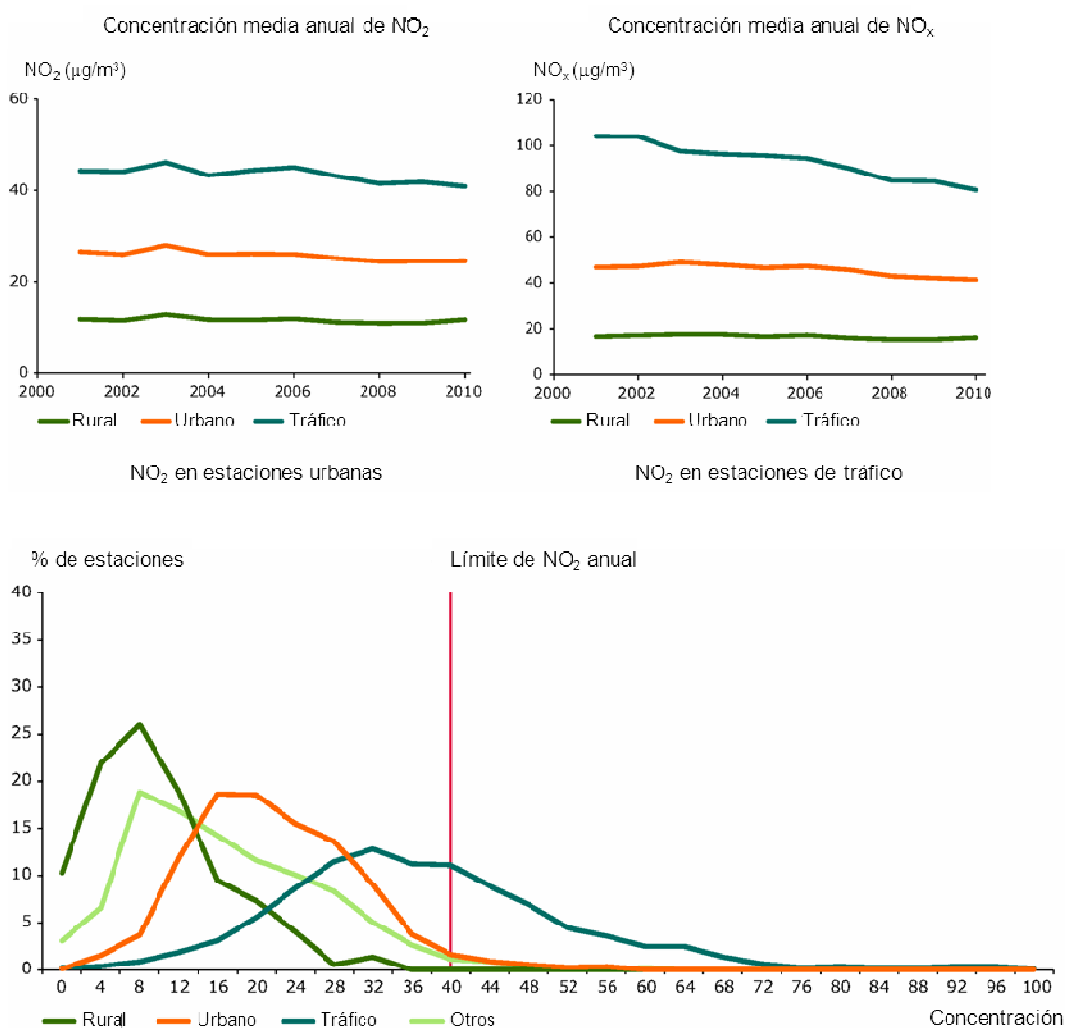 Concentración media anual de NO₂
NO₂ (µg/m³)
60
40
20
0
2000 2002 2004 2006 2008 2010
Rural Urbano Tráfico
Concentración media anual de NOₓ
NOₓ (µg/m³)
120
100
80
60
40
20
0
2000 2002 2004 2006 2008 2010
Rural Urbano Tráfico
NO₂ en estaciones urbanas
NO₂ en estaciones de tráfico
% de estaciones
Límite de NO₂ anual
40
35
30
25
20
15
10
5
0
0 4 8 12 16 20 24 28 32 36 40 44 48 52 56 60 64 68 72 76 80 84 88 92 96 100
Rural Urbano Tráfico Otros
Concentración